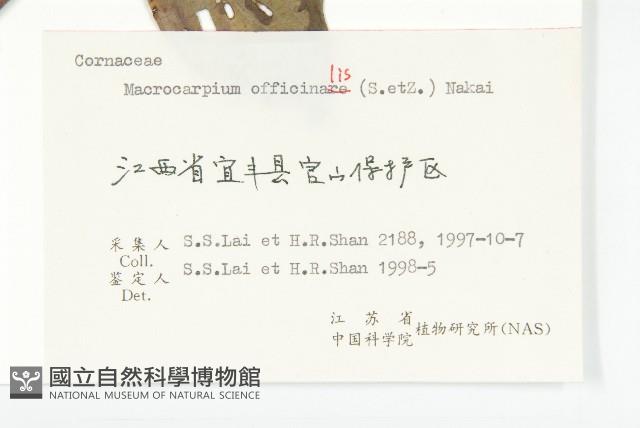 Cornaceae
Macrocarpium officinarelis (S.etZ.) Nakai
江西省宜丰县官山保护区
采集人 S.S.Lai et H.R.Shan 2188, 1997-10-7
Coll.
鉴定人 S.S.Lai et H.R.Shan 1998-5
Det.
江苏省
中国科学院植物研究所(NAS)
國立自然科學博物館
NATIONAL MUSEUM OF NATURAL SCIENCE